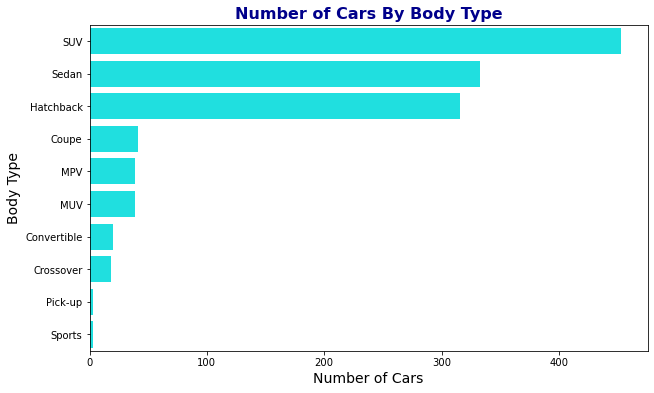 Number of Cars By Body Type
SUV
Sedan
Hatchback
Coupe
MPV
MUV
Convertible
Crossover
Pick-up
Sports
Body Type
0 100 200 300 400
Number of Cars